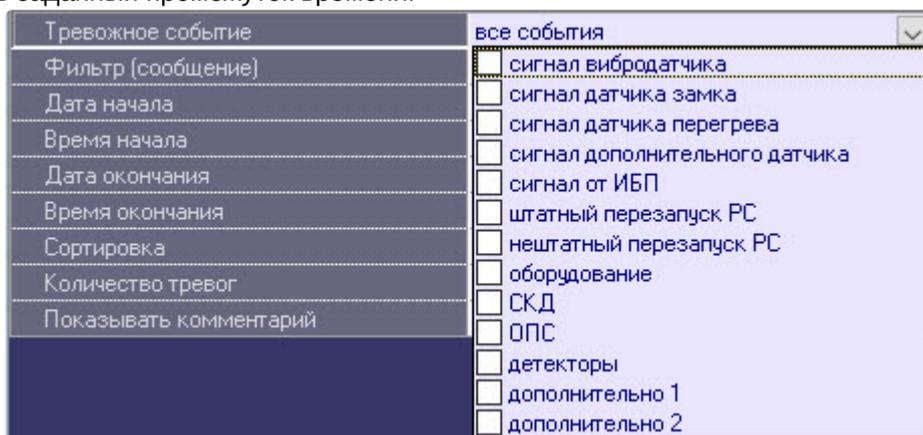 Тревожное событие
все события
Фильтр (сообщение)
Дата начала
Время начала
Дата окончания
Время окончания
Сортировка
Количество тревог
Показывать комментарий
сигнал вибродатчика
сигнал датчика замка
сигнал датчика перегрева
сигнал дополнительного датчика
сигнал от ИБП
штатный перезапуск РС
нештатный перезапуск РС
оборудование
СКД
ОПС
детекторы
дополнительно 1
дополнительно 2